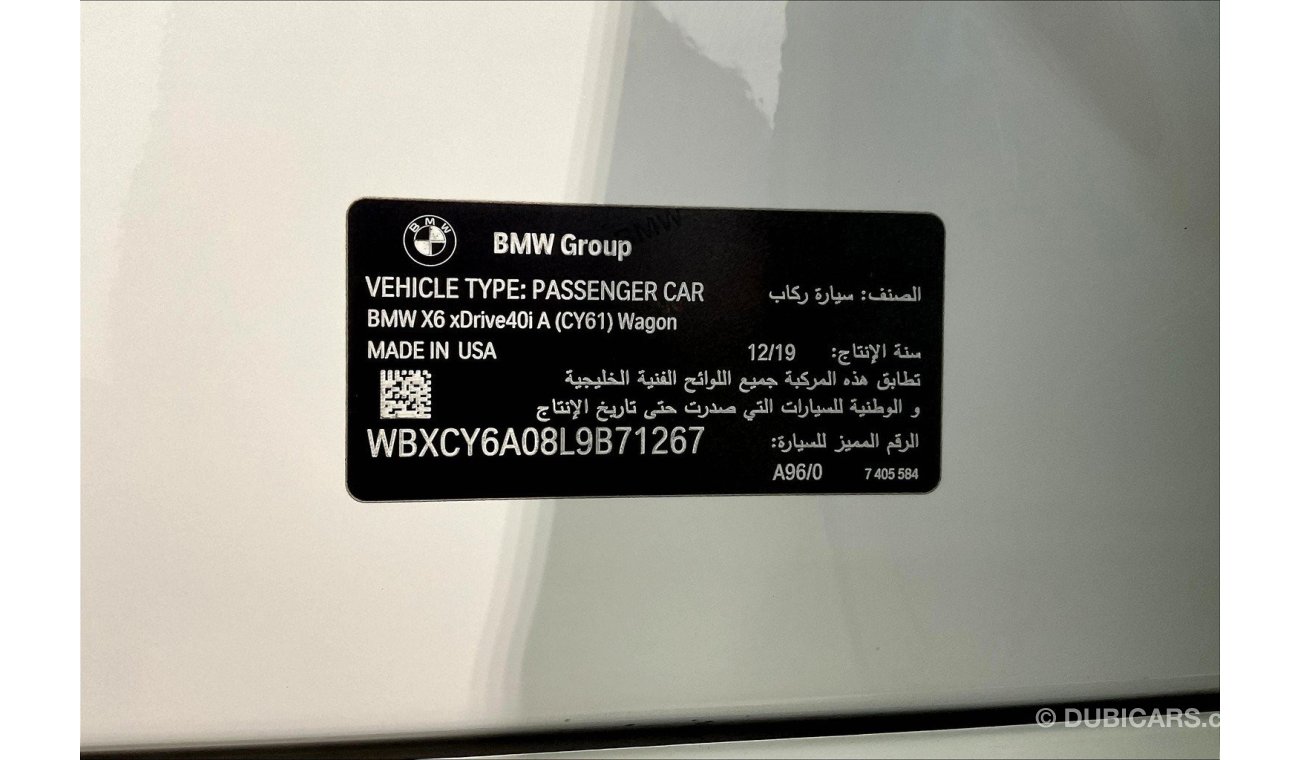 BMW
BMW Group
BMW
VEHICLE TYPE: PASSENGER CAR الصنف: سيارة ركاب
BMW X6 xDrive40i A (CY61) Wagon
MADE IN USA سنة الإنتاج: 12/19
تطابق هذه المركبة جميع اللوائح الفنية الخليجية
و الوطنية للسيارات التي صدرت حتى تاريخ الإنتاج
WBXCY6A08L9B71267 الرقم المميز للسيارة:
A96/0 7 405 584
© DUBICARS.c